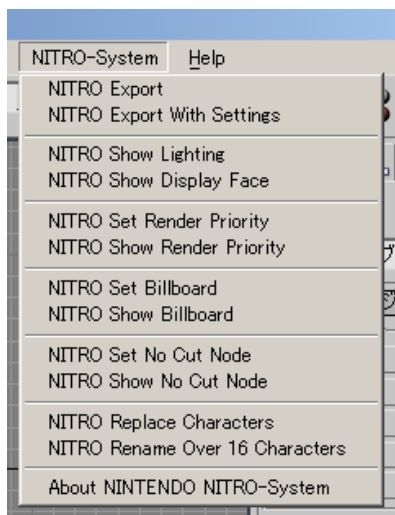 NITRO-System Help
NITRO Export
NITRO Export With Settings
NITRO Show Lighting
NITRO Show Display Face
NITRO Set Render Priority
NITRO Show Render Priority
NITRO Set Billboard
NITRO Show Billboard
NITRO Set No Cut Node
NITRO Show No Cut Node
NITRO Replace Characters
NITRO Rename Over 16 Characters
About NINTENDO NITRO-System